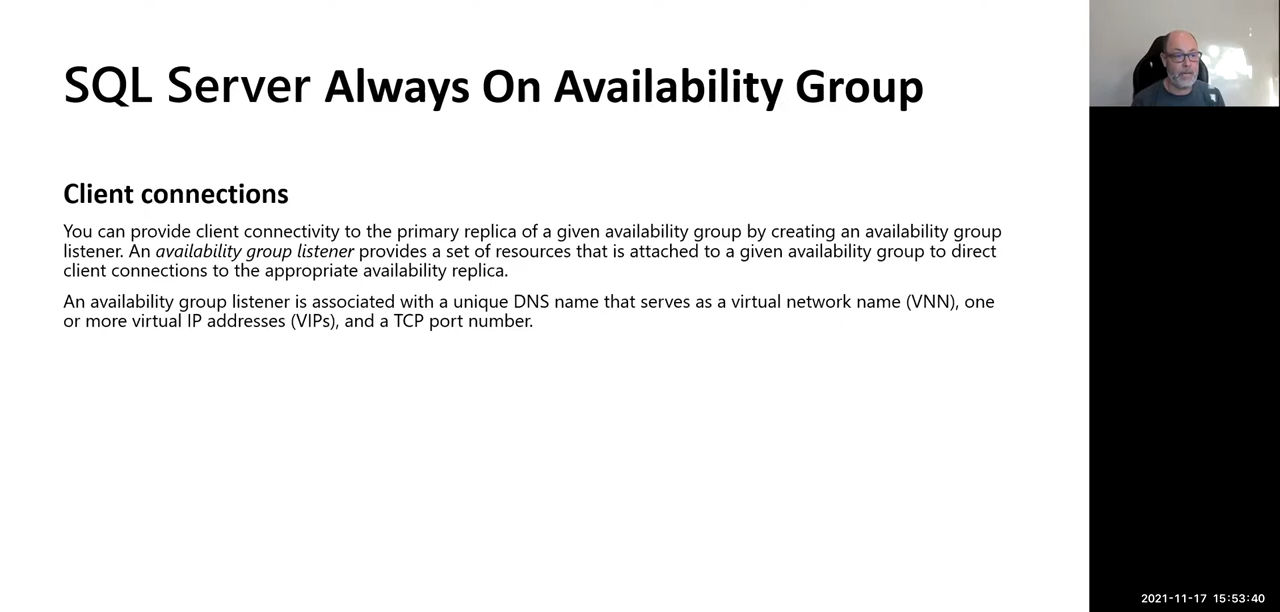 SQL Server Always On Availability Group
Client connections
You can provide client connectivity to the primary replica of a given availability group by creating an availability group
listener. An availability group listener provides a set of resources that is attached to a given availability group to direct
client connections to the appropriate availability replica.
An availability group listener is associated with a unique DNS name that serves as a virtual network name (VNN), one
or more virtual IP addresses (VIPs), and a TCP port number.
2021-11-17 15:53:40